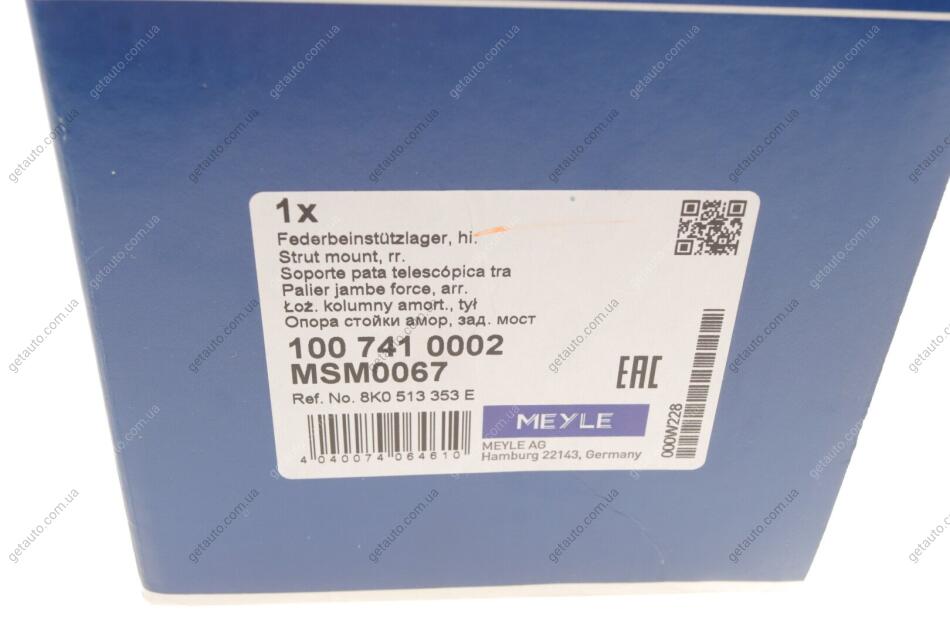 1x
Federbeinstützlager, hi.
Strut mount, rr.
Soporte pata telescópica tra
Palier jambe force, arr.
Łoż. kolumny amort., tył
Опора стойки амор, зад. мост
100 741 0002
MSM0067
Ref. No. 8K0 513 353 E
EAC
MEYLE
MEYLE AG
Hamburg 22143, Germany
4 040074 064610
000W228
getauto.com.ua